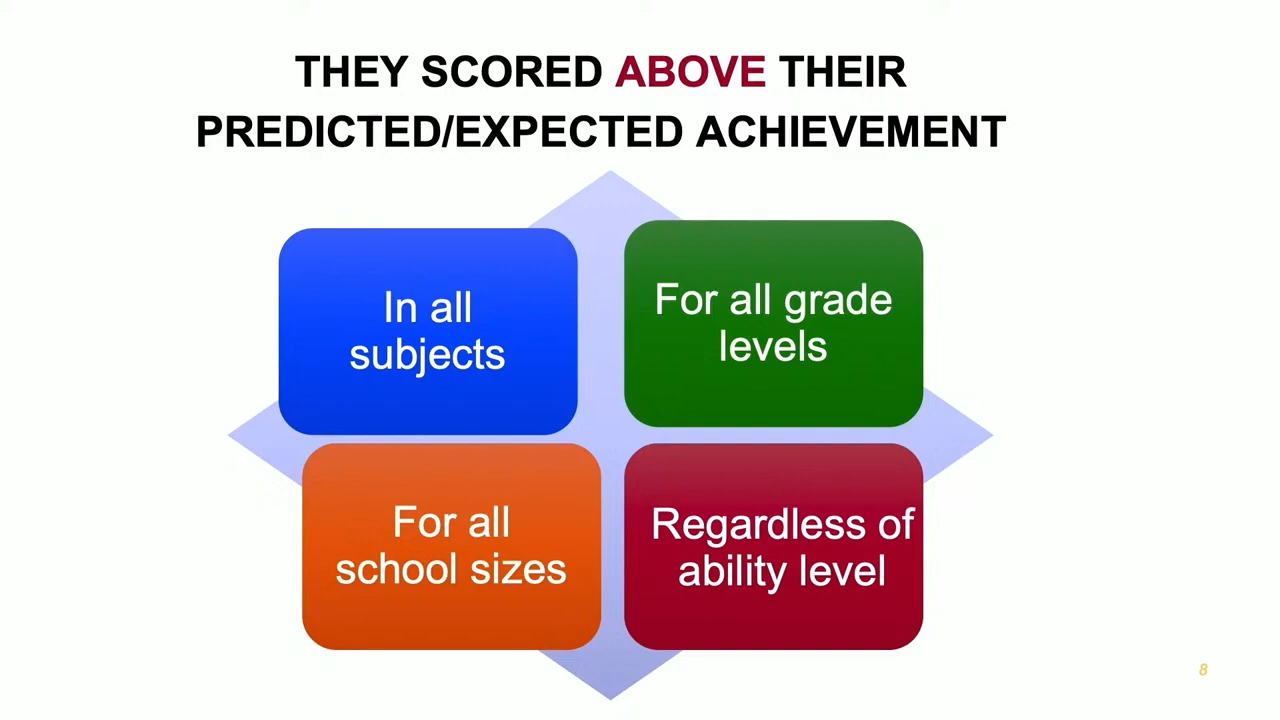 THEY SCORED ABOVE THEIR
PREDICTED/EXPECTED ACHIEVEMENT
In all
subjects
For all grade
levels
For all
school sizes
Regardless of
ability level
8